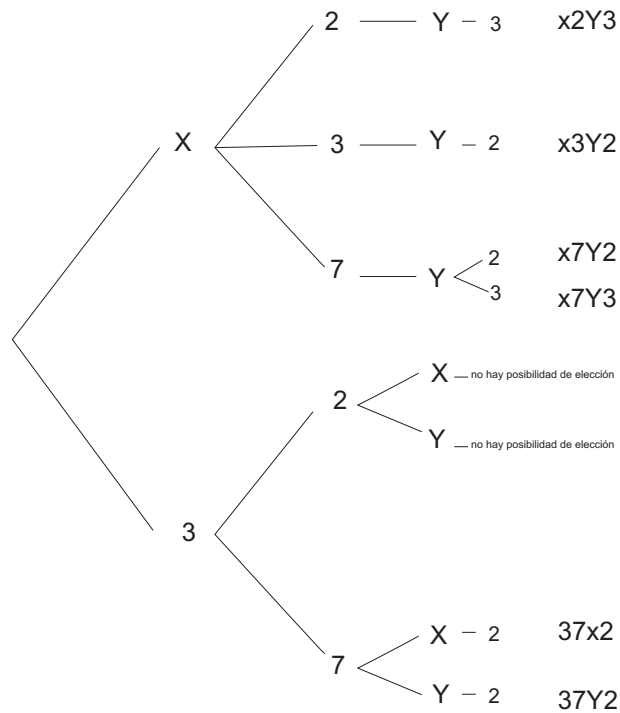 2 Y 3 x2Y3
X 3 Y 2 x3Y2
7 Y 2 x7Y2
3 x7Y3
2 X no hay posibilidad de elección
Y no hay posibilidad de elección
3
7 X 2 37x2
Y 2 37Y2